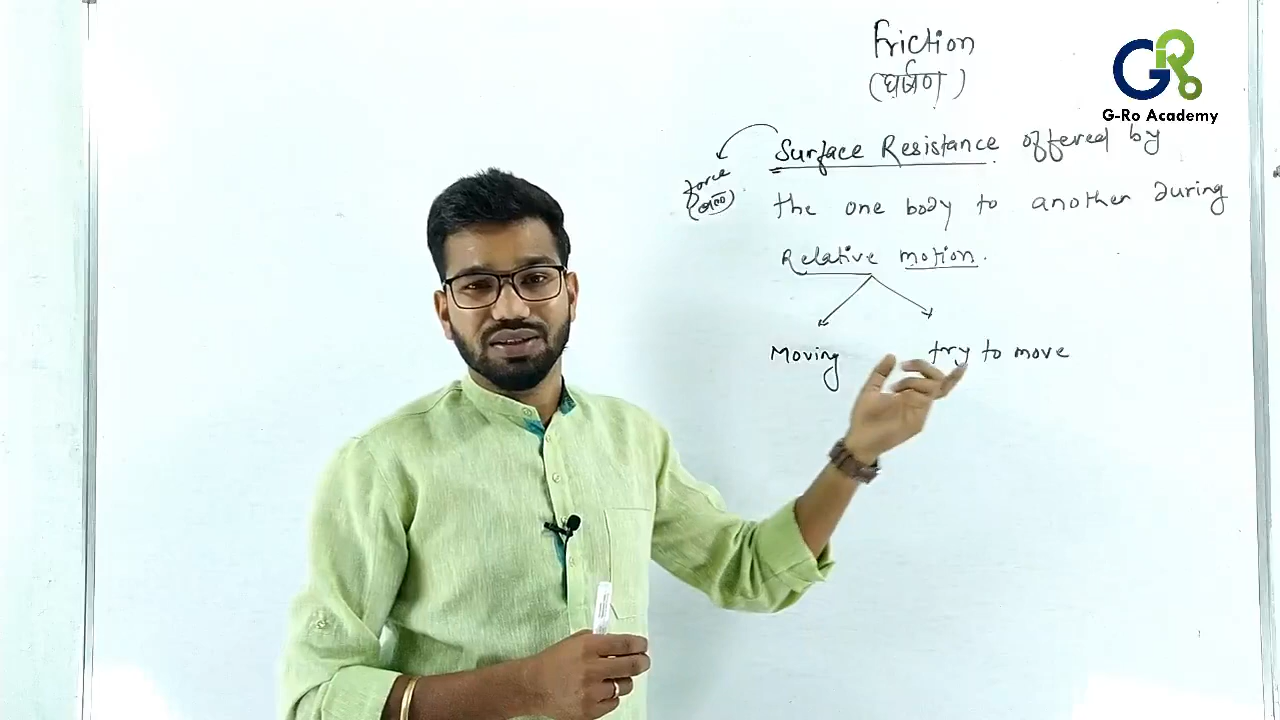 Friction
(घर्षण)
G-Ro Academy
Surface Resistance offered by
force
(बल)
the one body to another during
Relative motion.
Moving
try to move